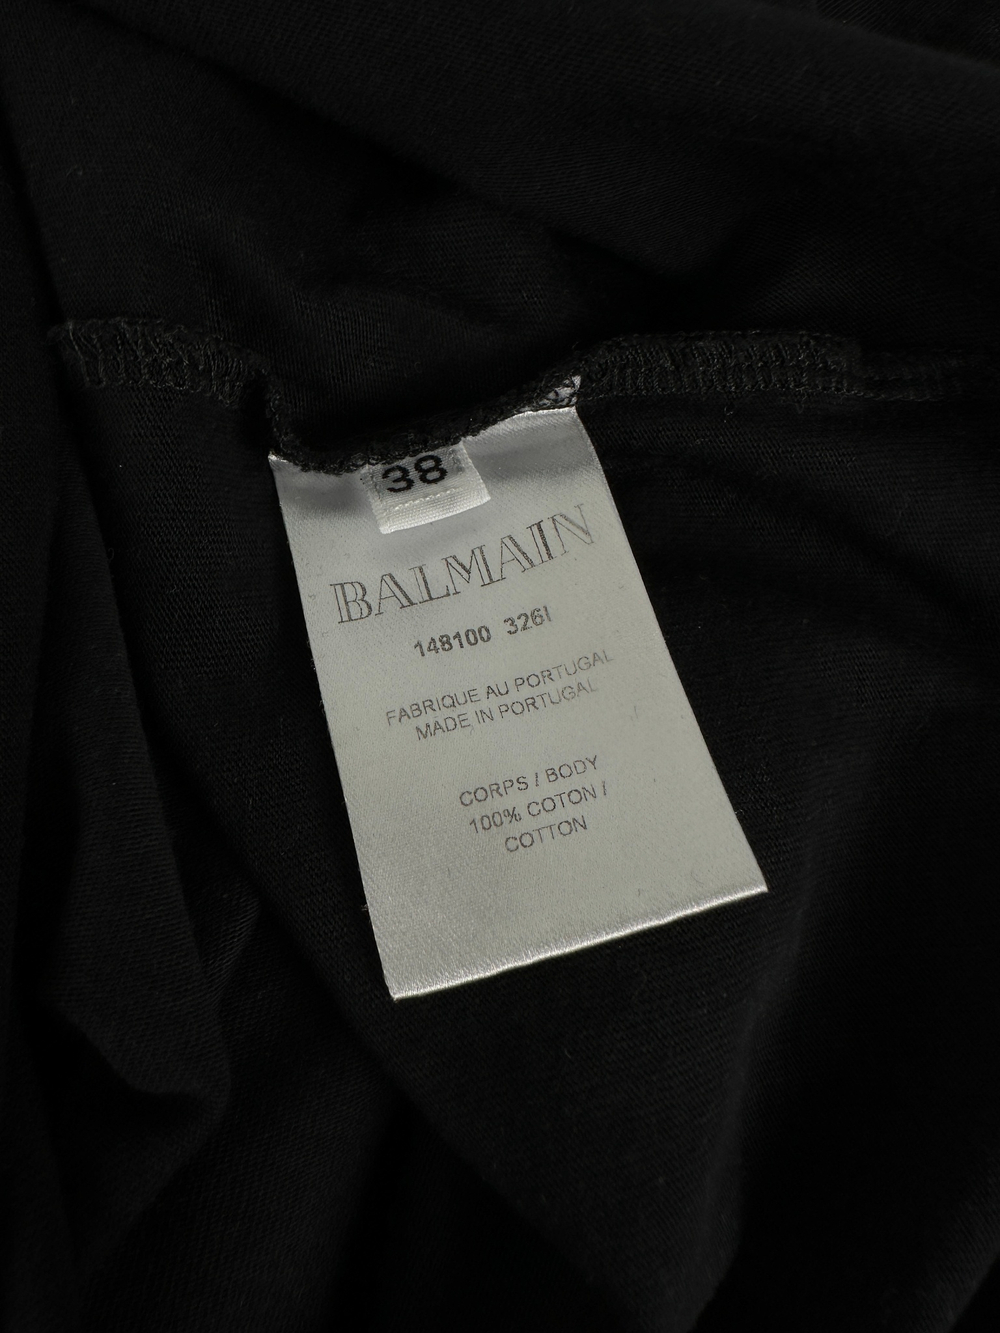 38
BALMAIN
148100 326I
FABRIQUE AU PORTUGAL
MADE IN PORTUGAL
CORPS / BODY
100% COTON /
COTTON